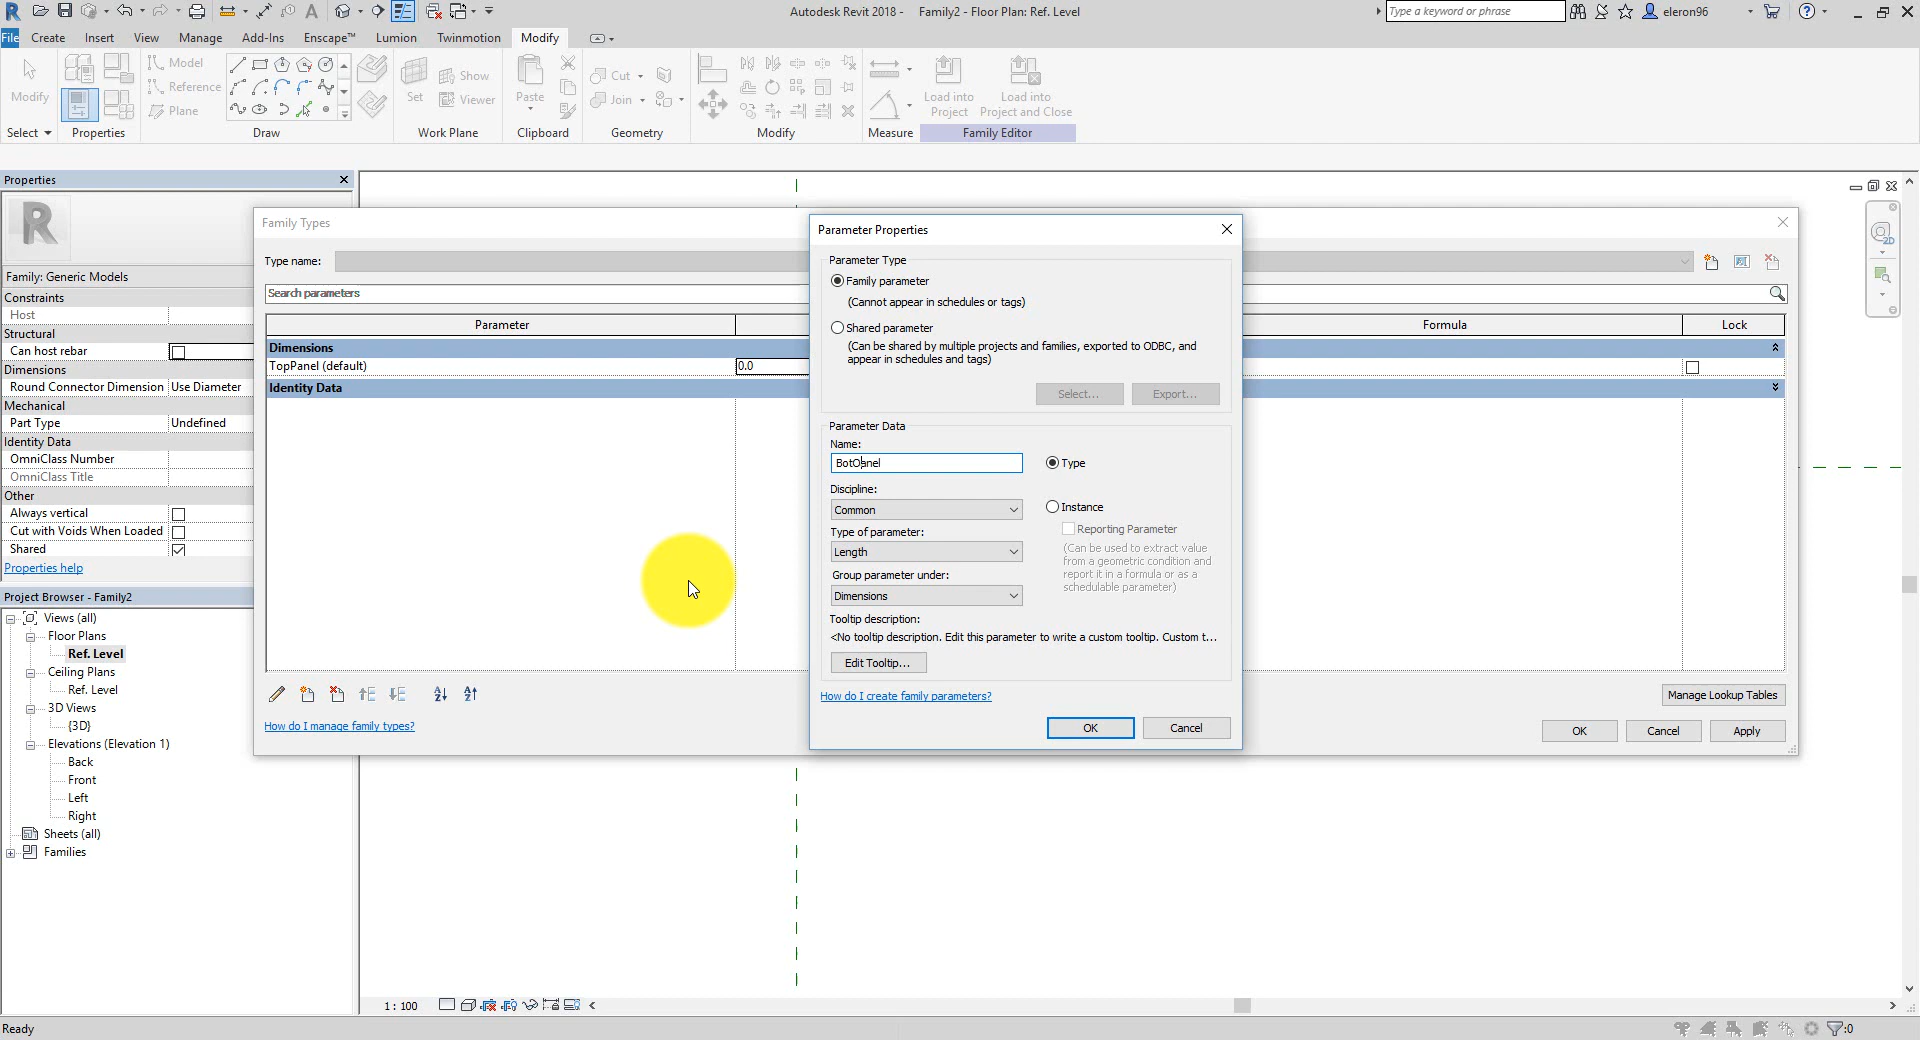 Autodesk Revit 2018 -     Family2 - Floor Plan: Ref. Level
Type a keyword or phrase
eleron96
File Create Insert View Manage Add-Ins Enscape™ Lumion Twinmotion Modify
Modify
Model
Reference
Plane
Set
Show
Viewer
Paste
Cut
Join
Load into Project
Load into Project and Close
Select Properties Draw Work Plane Clipboard Geometry Modify Measure Family Editor
Properties
Family: Generic Models
Constraints
Host
Structural
Can host rebar
Dimensions
Round Connector Dimension Use Diameter
Mechanical
Part Type Undefined
Identity Data
OmniClass Number
OmniClass Title
Other
Always vertical
Cut with Voids When Loaded
Shared
Properties help
Project Browser - Family2
Views (all)
Floor Plans
Ref. Level
Ceiling Plans
Ref. Level
3D Views
{3D}
Elevations (Elevation 1)
Back
Front
Left
Right
Sheets (all)
Families
Family Types
Type name:
Search parameters
Parameter Formula Lock
Dimensions
TopPanel (default) 0.0
Identity Data
How do I manage family types?
Manage Lookup Tables
OK Cancel Apply
Parameter Properties
Parameter Type
Family parameter
(Cannot appear in schedules or tags)
Shared parameter
(Can be shared by multiple projects and families, exported to ODBC, and
appear in schedules and tags)
Select... Export...
Parameter Data
Name:
BotOanel
Type
Discipline:
Common
Instance
Type of parameter:
Reporting Parameter
Length
(Can be used to extract value
from a geometric condition and
report it in a formula or as a
schedulable parameter)
Group parameter under:
Dimensions
Tooltip description:
<No tooltip description. Edit this parameter to write a custom tooltip. Custom t...
Edit Tooltip...
How do I create family parameters?
OK Cancel
2D
1 : 100
Ready
:0